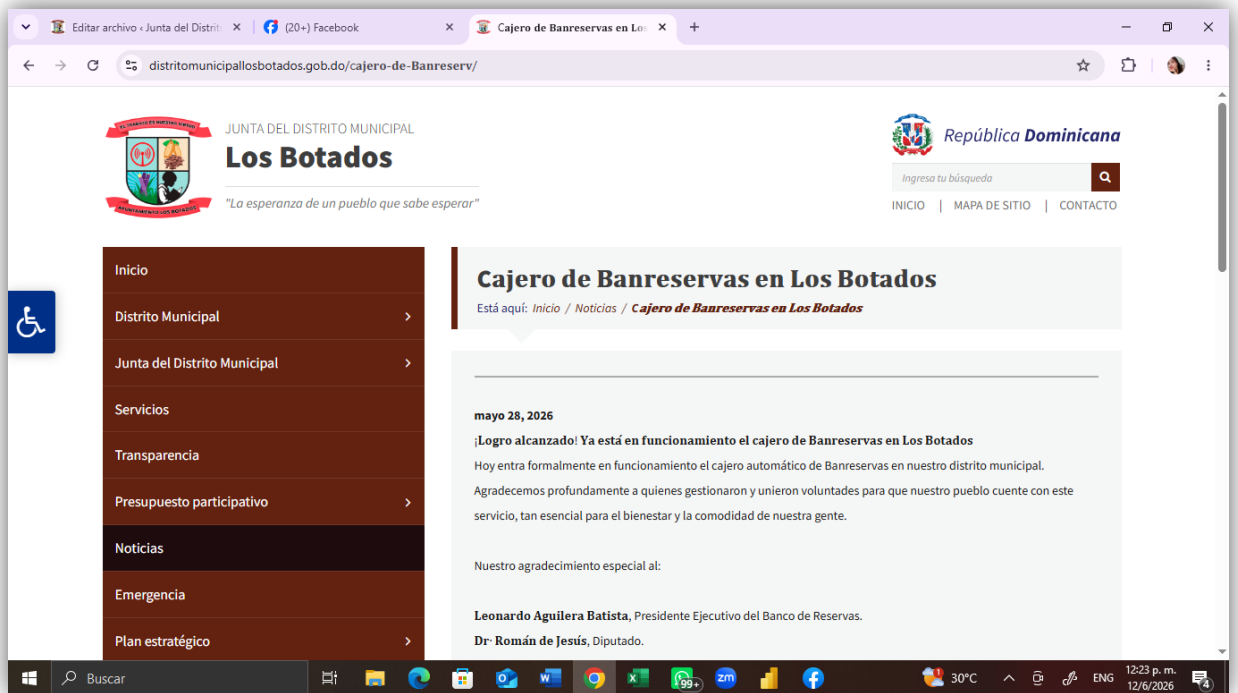 Editar archivo ‹ Junta del Distrit
(20+) Facebook
Cajero de Banreservas en Los
distritomunicipallosbotados.gob.do/cajero-de-Banreserv/
JUNTA DEL DISTRITO MUNICIPAL
Los Botados
"La esperanza de un pueblo que sabe esperar"
AYUNTAMIENTO LOS BOTADOS
República Dominicana
Ingresa tu búsqueda
INICIO | MAPA DE SITIO | CONTACTO
Inicio
Distrito Municipal
Junta del Distrito Municipal
Servicios
Transparencia
Presupuesto participativo
Noticias
Emergencia
Plan estratégico
Cajero de Banreservas en Los Botados
Está aquí: Inicio / Noticias / Cajero de Banreservas en Los Botados
mayo 28, 2026
¡Logro alcanzado! Ya está en funcionamiento el cajero de Banreservas en Los Botados
Hoy entra formalmente en funcionamiento el cajero automático de Banreservas en nuestro distrito municipal.
Agradecemos profundamente a quienes gestionaron y unieron voluntades para que nuestro pueblo cuente con este
servicio, tan esencial para el bienestar y la comodidad de nuestra gente.
Nuestro agradecimiento especial al:
Leonardo Aguilera Batista, Presidente Ejecutivo del Banco de Reservas.
Dr· Román de Jesús, Diputado.
Buscar
99+
zm
30°C
ENG
12:23 p. m.
12/6/2026
4